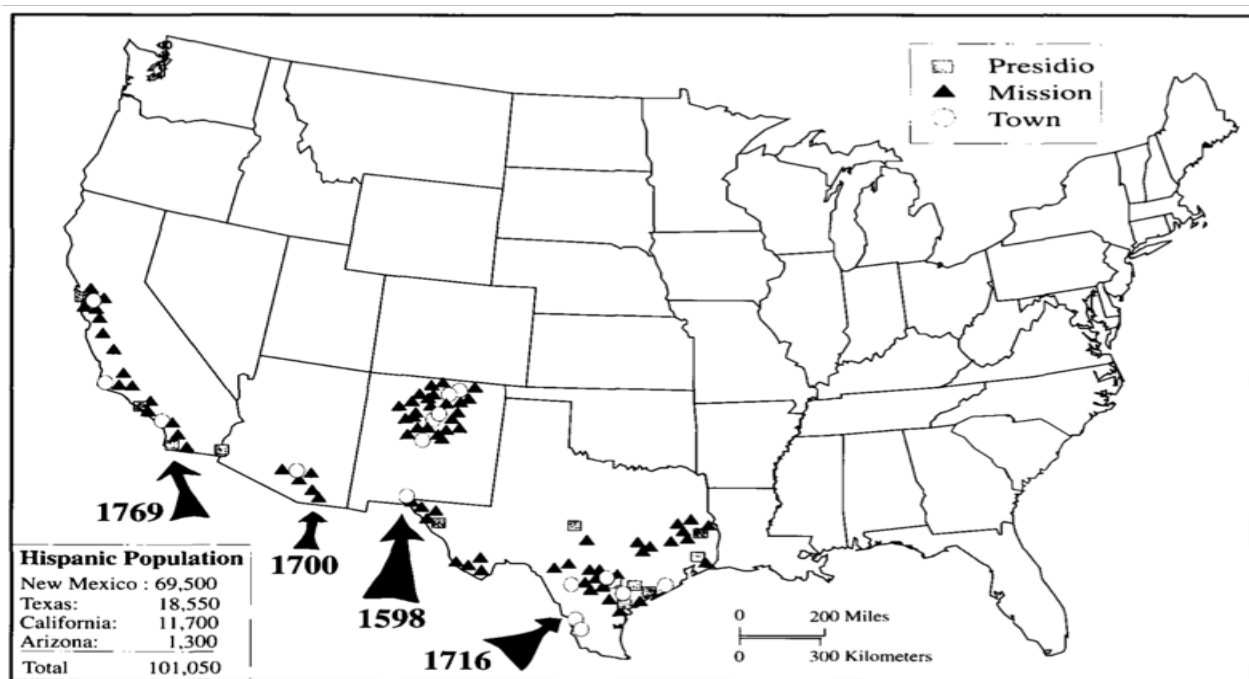 Presidio
Mission
Town
1769
1700
1598
1716
Hispanic Population
New Mexico : 69,500
Texas: 18,550
California: 11,700
Arizona: 1,300
Total 101,050
0 200 Miles
0 300 Kilometers